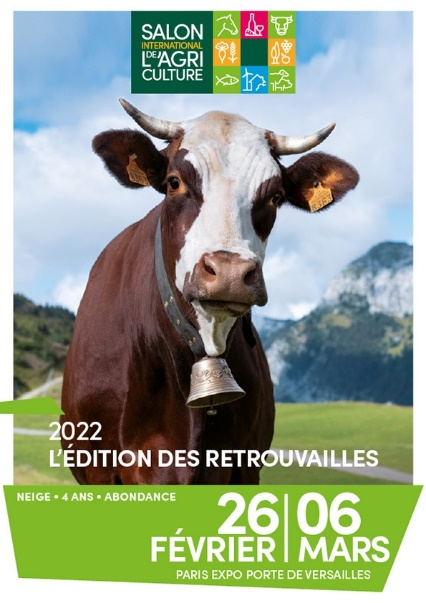 SALON
INTERNATIONAL
DE L'AGRI
CULTURE
2022
L'ÉDITION DES RETROUVAILLES
NEIGE • 4 ANS • ABONDANCE
26 | 06
FÉVRIER | MARS
PARIS EXPO PORTE DE VERSAILLES